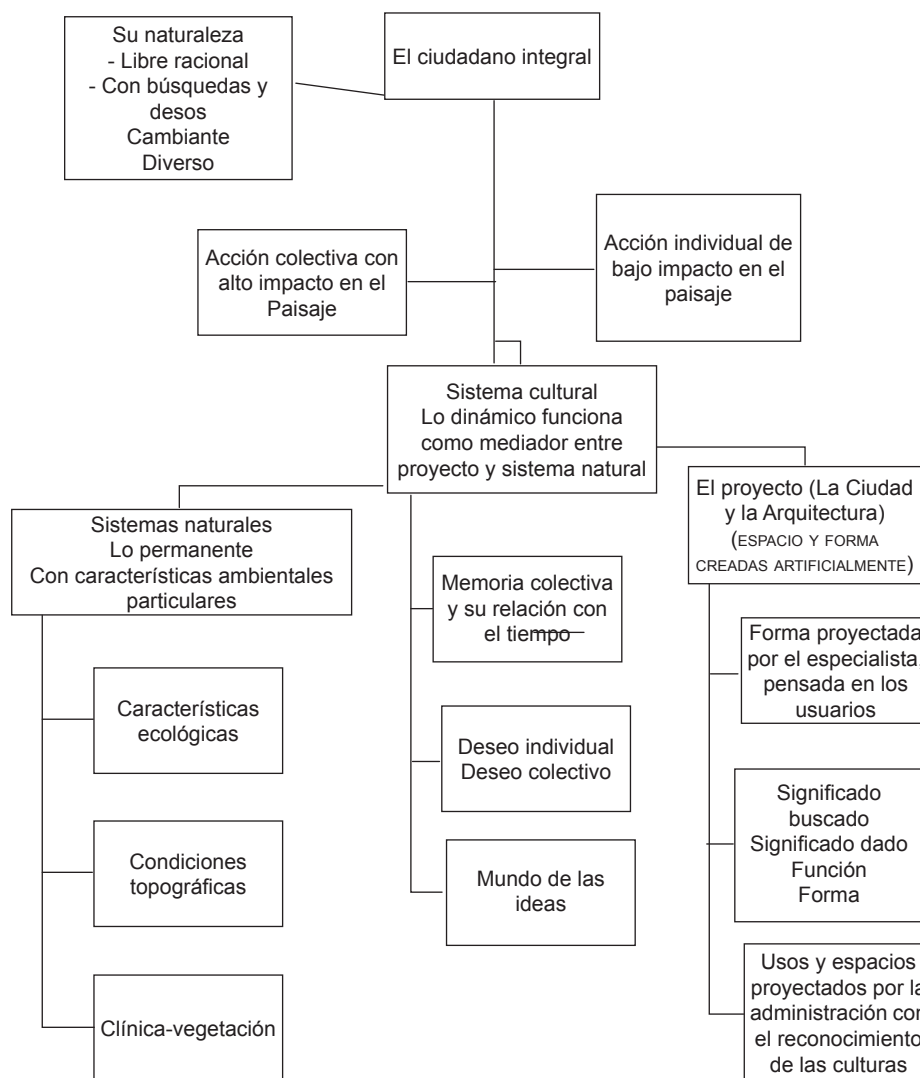 Su naturaleza
- Libre racional
- Con búsquedas y
desos
Cambiante
Diverso
El ciudadano integral
Acción colectiva con
alto impacto en el
Paisaje
Acción individual de
bajo impacto en el
paisaje
Sistema cultural
Lo dinámico funciona
como mediador entre
proyecto y sistema natural
Sistemas naturales
Lo permanente
Con características ambientales
particulares
Características
ecológicas
Condiciones
topográficas
Clínica-vegetación
Memoria colectiva
y su relación con
el tiempo
Deseo individual
Deseo colectivo
Mundo de las
ideas
El proyecto (La Ciudad
y la Arquitectura)
(ESPACIO Y FORMA
CREADAS ARTIFICIALMENTE)
Forma proyectada
por el especialista,
pensada en los
usuarios
Significado
buscado
Significado dado
Función
Forma
Usos y espacios
proyectados por la
administración con
el reconocimiento
de las culturas